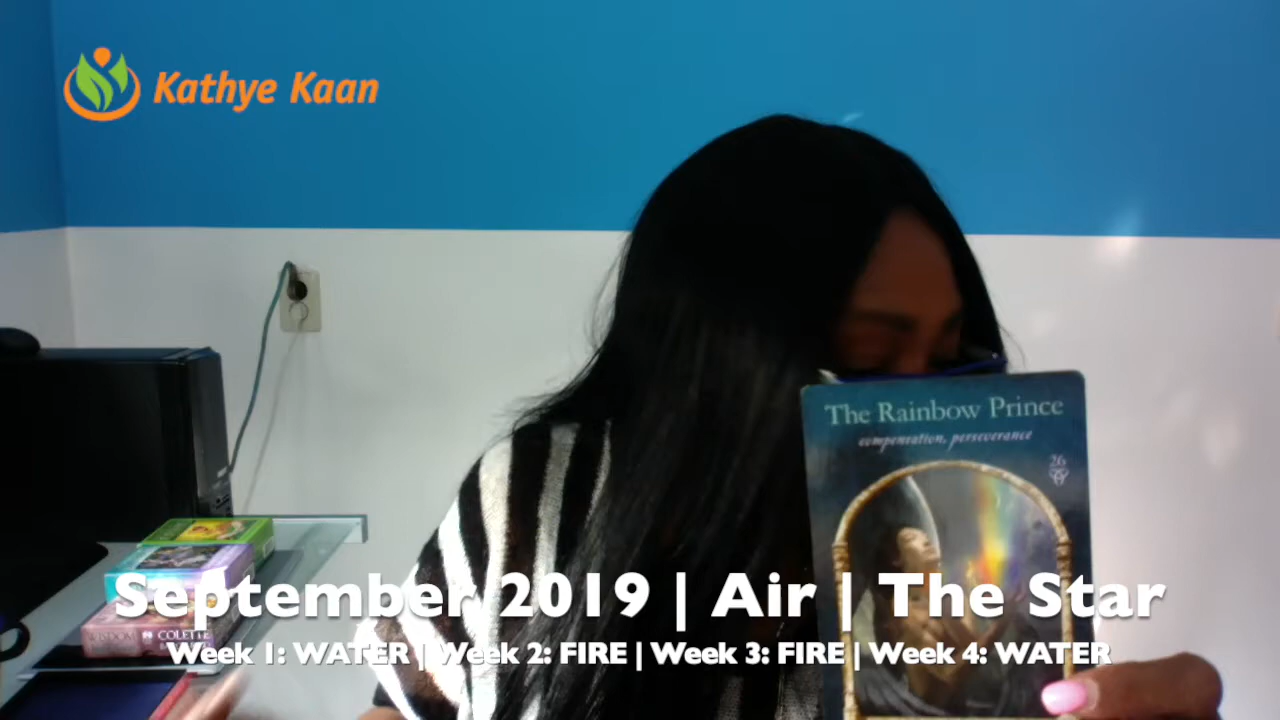 Kathye Kaan
The Rainbow Prince
compensation, perseverance
26
September 2019 | Air | The Star
COLETTE
Week 1: WATER | Week 2: FIRE | Week 3: FIRE | Week 4: WATER